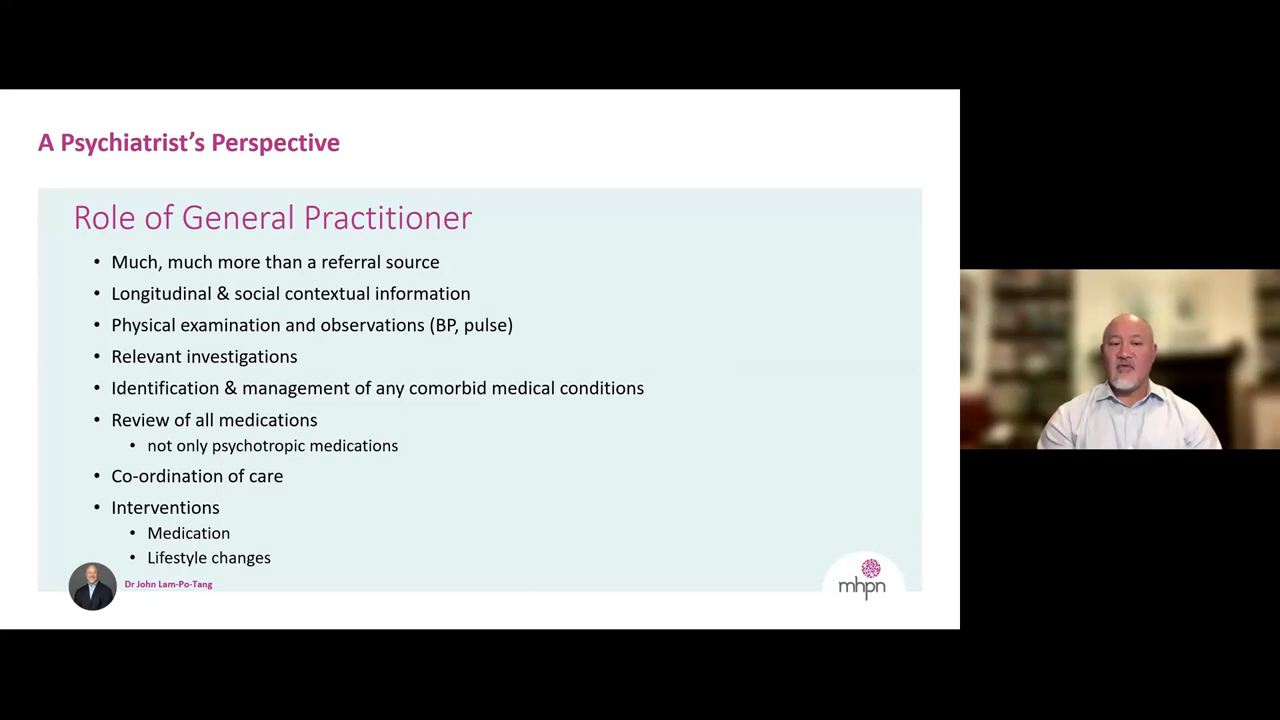 A Psychiatrist’s Perspective
Role of General Practitioner
• Much, much more than a referral source
• Longitudinal & social contextual information
• Physical examination and observations (BP, pulse)
• Relevant investigations
• Identification & management of any comorbid medical conditions
• Review of all medications
• not only psychotropic medications
• Co-ordination of care
• Interventions
• Medication
• Lifestyle changes
Dr John Lam-Po-Tang
mhpn